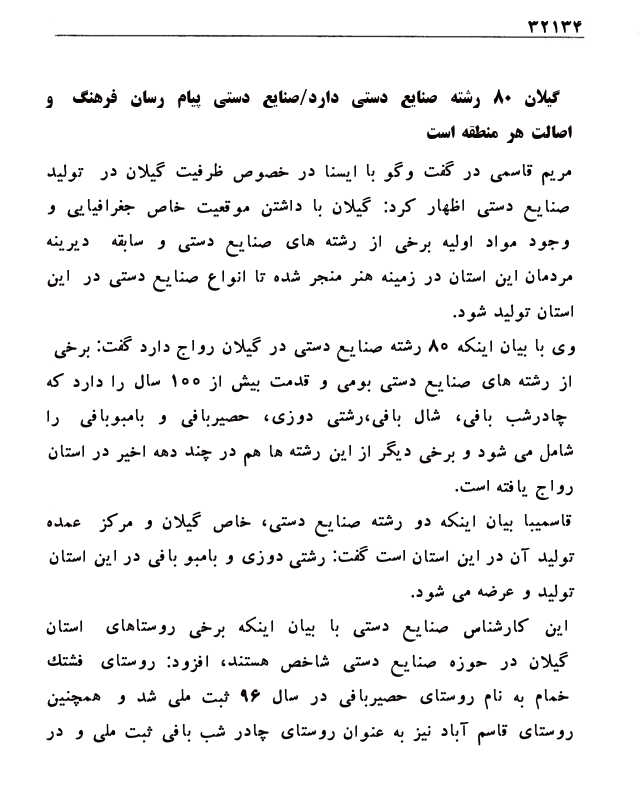 ۳۲۱۳۴
گیلان ۸۰ رشته صنایع دستی دارد/صنایع دستی پیام رسان فرهنگ و
اصالت هر منطقه است
مریم قاسمی در گفت وگو با ایسنا در خصوص ظرفیت گیلان در تولید
صنایع دستی اظهار کرد: گیلان با داشتن موقعیت خاص جغرافیایی و
وجود مواد اولیه برخی از رشته های صنایع دستی و سابقه دیرینه
مردمان این استان در زمینه هنر منجر شده تا انواع صنایع دستی در این
استان تولید شود.
وی با بیان اینکه ۸۰ رشته صنایع دستی در گیلان رواج دارد گفت: برخی
از رشته های صنایع دستی بومی و قدمت بیش از ۱۰۰ سال را دارد که
چادرشب بافی، شال بافی،رشتی دوزی، حصیربافی و بامبوبافی را
شامل می شود و برخی دیگر از این رشته ها هم در چند دهه اخیر در استان
رواج یافته است.
قاسمیبا بیان اینکه دو رشته صنایع دستی، خاص گیلان و مرکز عمده
تولید آن در این استان است گفت: رشتی دوزی و بامبو بافی در این استان
تولید و عرضه می شود.
این کارشناس صنایع دستی با بیان اینکه برخی روستاهای استان
گیلان در حوزه صنایع دستی شاخص هستند، افزود: روستای فشتك
خمام به نام روستای حصیربافی در سال ۹۶ ثبت ملی شد و همچنین
روستای قاسم آباد نیز به عنوان روستای چادر شب بافی ثبت ملی و در